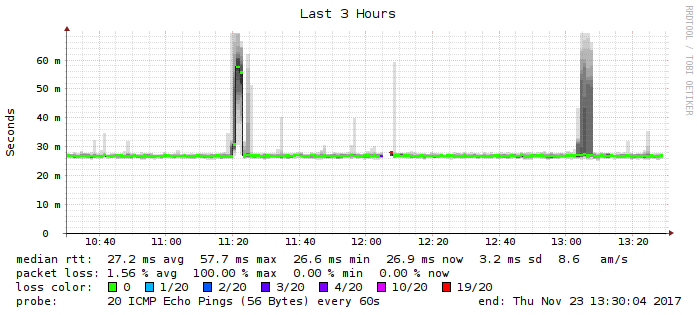 Last 3 Hours
RRDTOOL / TOBI OETIKER
Seconds
60 m
50 m
40 m
30 m
20 m
10 m
0
10:40 11:00 11:20 11:40 12:00 12:20 12:40 13:00 13:20
median rtt: 27.2 ms avg 57.7 ms max 26.6 ms min 26.9 ms now 3.2 ms sd 8.6 am/s
packet loss: 1.56 % avg 100.00 % max 0.00 % min 0.00 % now
loss color: 0 1/20 2/20 3/20 4/20 10/20 19/20
probe: 20 ICMP Echo Pings (56 Bytes) every 60s end: Thu Nov 23 13:30:04 2017